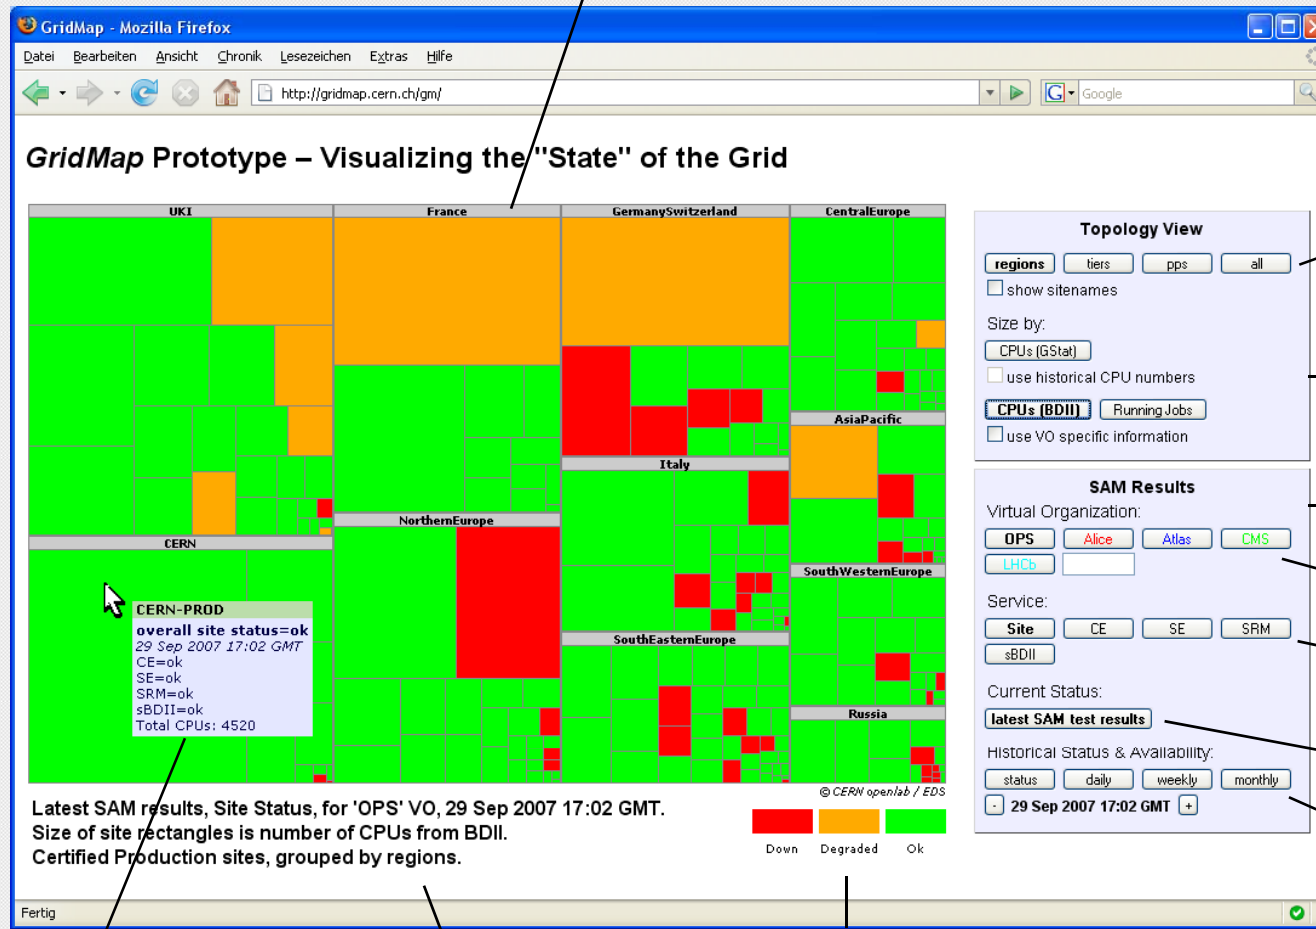 GridMap - Mozilla Firefox
Datei Bearbeiten Ansicht Chronik Lesezeichen Extras Hilfe
http://gridmap.cern.ch/gm/
G Google
GridMap Prototype – Visualizing the "State" of the Grid
UKI
France
GermanySwitzerland
CentralEurope
AsiaPacific
Italy
NorthernEurope
CERN
SouthWesternEurope
SouthEasternEurope
Russia
CERN-PROD
overall site status=ok
29 Sep 2007 17:02 GMT
CE=ok
SE=ok
SRM=ok
sBDII=ok
Total CPUs: 4520
© CERN openlab / EDS
Latest SAM results, Site Status, for 'OPS' VO, 29 Sep 2007 17:02 GMT.
Size of site rectangles is number of CPUs from BDII.
Certified Production sites, grouped by regions.
Down Degraded Ok
Topology View
regions tiers pps all
show sitenames
Size by:
CPUs (GStat)
use historical CPU numbers
CPUs (BDII) Running Jobs
use VO specific information
SAM Results
Virtual Organization:
OPS Alice Atlas CMS
LHCb
Service:
Site CE SE SRM
sBDII
Current Status:
latest SAM test results
Historical Status & Availability:
status daily weekly monthly
- 29 Sep 2007 17:02 GMT +
Fertig